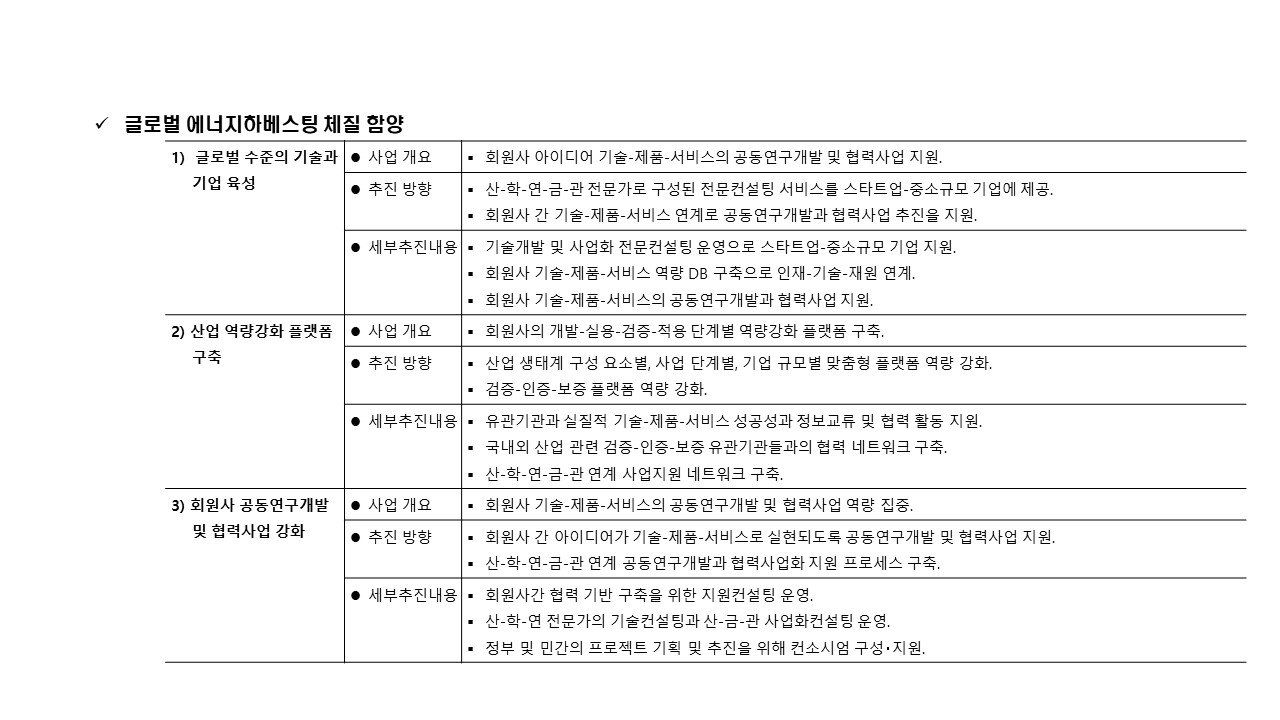 ✓ 글로벌 에너지하베스팅 체질 함양
1) 글로벌 수준의 기술과
기업 육성
● 사업 개요
▪ 회원사 아이디어 기술-제품-서비스의 공동연구개발 및 협력사업 지원.
● 추진 방향
▪ 산-학-연-금-관 전문가로 구성된 전문컨설팅 서비스를 스타트업-중소규모 기업에 제공.
▪ 회원사 간 기술-제품-서비스 연계로 공동연구개발과 협력사업 추진을 지원.
● 세부추진내용
▪ 기술개발 및 사업화 전문컨설팅 운영으로 스타트업-중소규모 기업 지원.
▪ 회원사 기술-제품-서비스 역량 DB 구축으로 인재-기술-재원 연계.
▪ 회원사 기술-제품-서비스의 공동연구개발과 협력사업 지원.
2) 산업 역량강화 플랫폼
구축
● 사업 개요
▪ 회원사의 개발-실용-검증-적용 단계별 역량강화 플랫폼 구축.
● 추진 방향
▪ 산업 생태계 구성 요소별, 사업 단계별, 기업 규모별 맞춤형 플랫폼 역량 강화.
▪ 검증-인증-보증 플랫폼 역량 강화.
● 세부추진내용
▪ 유관기관과 실질적 기술-제품-서비스 성공성과 정보교류 및 협력 활동 지원.
▪ 국내외 산업 관련 검증-인증-보증 유관기관들과의 협력 네트워크 구축.
▪ 산-학-연-금-관 연계 사업지원 네트워크 구축.
3) 회원사 공동연구개발
및 협력사업 강화
● 사업 개요
▪ 회원사 기술-제품-서비스의 공동연구개발 및 협력사업 역량 집중.
● 추진 방향
▪ 회원사 간 아이디어가 기술-제품-서비스로 실현되도록 공동연구개발 및 협력사업 지원.
▪ 산-학-연-금-관 연계 공동연구개발과 협력사업화 지원 프로세스 구축.
● 세부추진내용
▪ 회원사간 협력 기반 구축을 위한 지원컨설팅 운영.
▪ 산-학-연 전문가의 기술컨설팅과 산-금-관 사업화컨설팅 운영.
▪ 정부 및 민간의 프로젝트 기획 및 추진을 위해 컨소시엄 구성·지원.